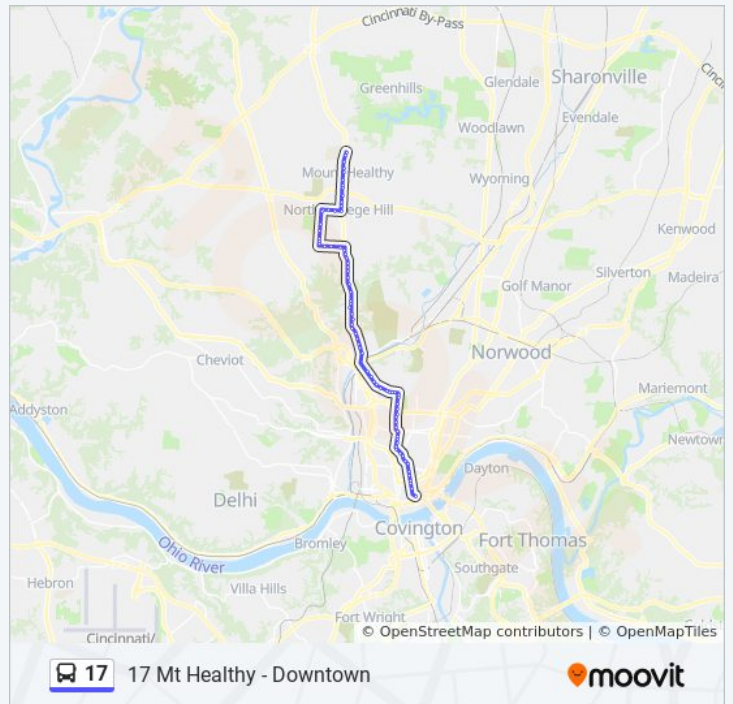 Cincinnati By-Pass
Sharonville
Glendale
Cinci
Greenhills
Evendale
Woodlawn
Mount Healthy
Wyoming
North College Hill
Kenwood
Silverton
Madeira
Golf Manor
Norwood
Cheviot
Mariemont
Addyston
Newtow
Dayton
Delhi
Covington
Ohio River
Bromley
Fort Thomas
Southgate
Hebron
Villa Hills
Fort Wright
Cincinnati/
© OpenStreetMap contributors | © OpenMapTiles
17 17 Mt Healthy - Downtown
moovit